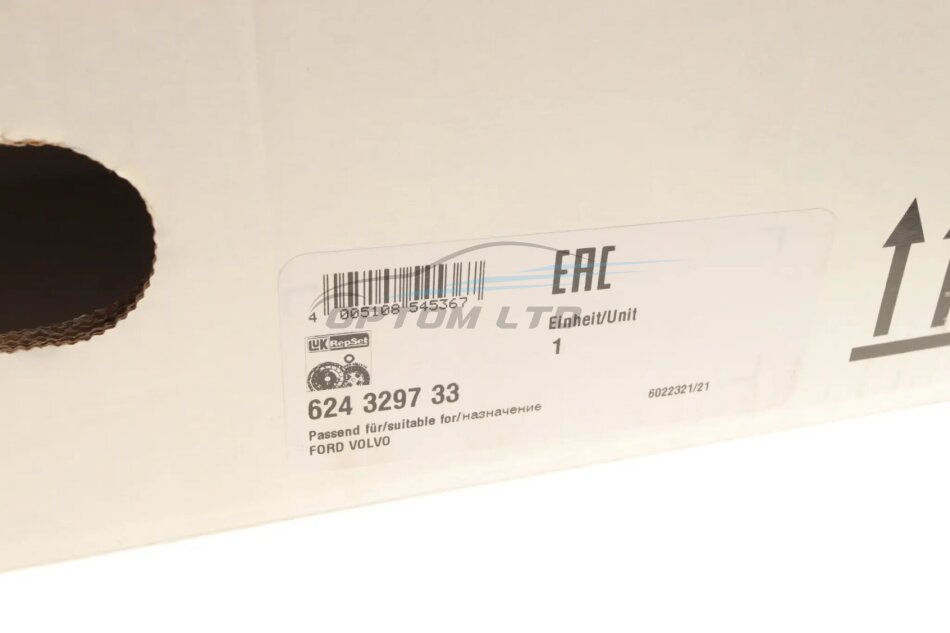 EAC
4 005108 545367
OPTOM LTD
Einheit/Unit
1
LuK RepSet
624 3297 33
6022321/21
Passend für/suitable for/назначение
FORD VOLVO